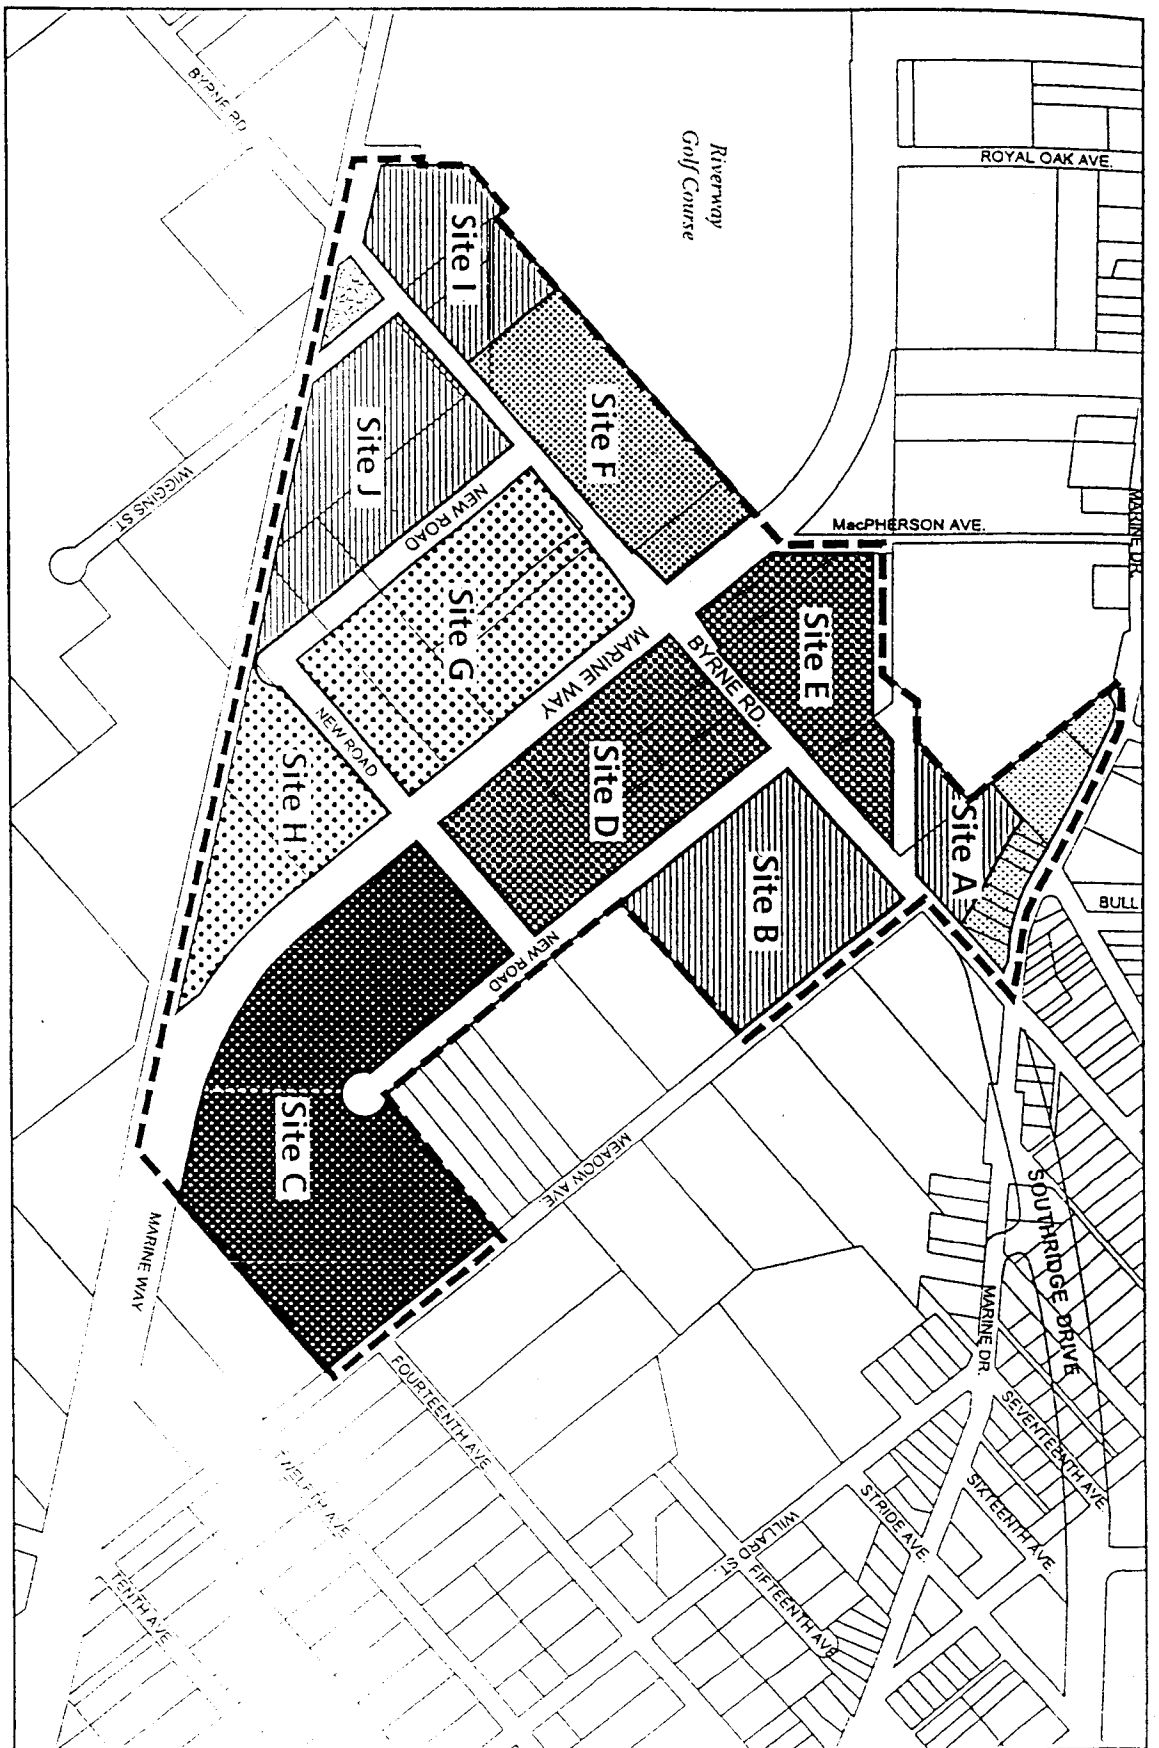 ROYAL OAK AVE.
BYRNE RD
Riverway
Golf Course
Site I
Site F
Site J
WIGGINS ST
NEW ROAD
MacPHERSON AVE.
MARINE DR.
Site E
Site G
MARINE WAY
BYRNE RD.
NEW ROAD
Site H
Site D
Site A
Site B
BULL
NEW ROAD
Site C
MEADOW AVE.
MARINE WAY
SOUTHRIDGE DRIVE
MARINE DR.
FOURTEENTH AVE.
SEVENTEENTH AVE.
SIXTEENTH AVE.
STRIDE AVE.
WILLARD ST.
FIFTEENTH AVE
TWELFTH AVE
TENTH AVE